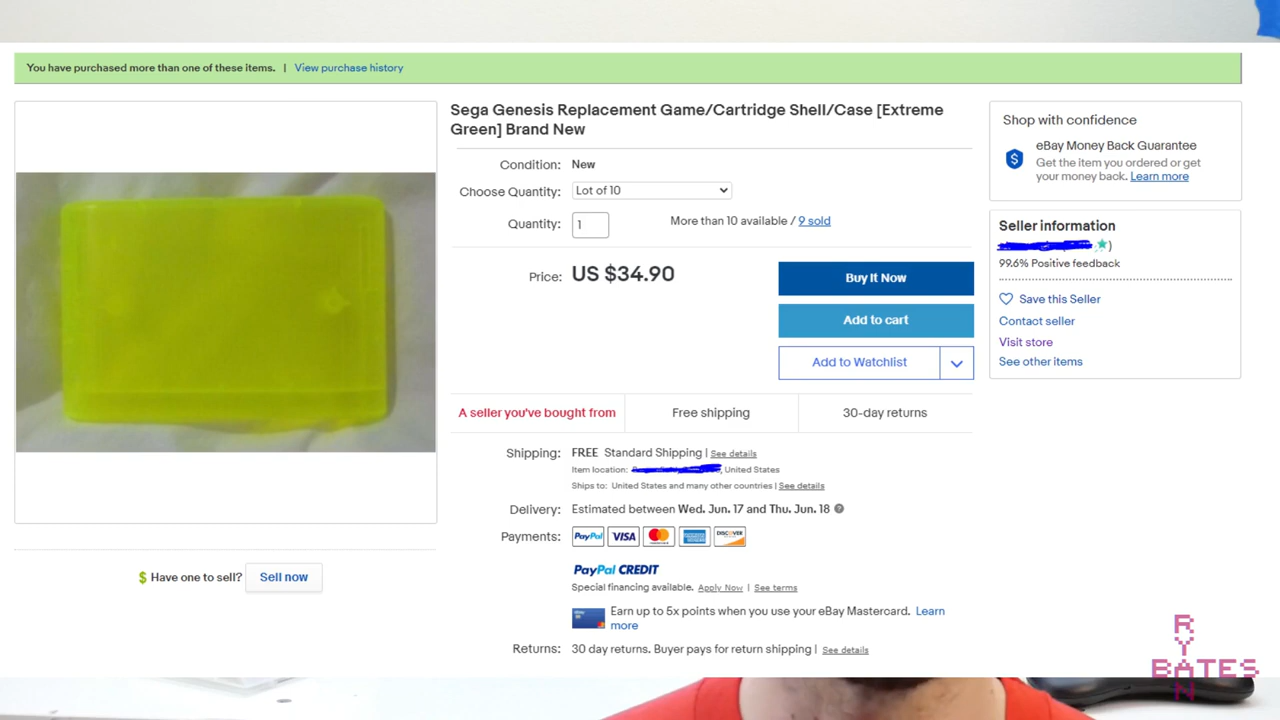 You have purchased more than one of these items. | View purchase history
Sega Genesis Replacement Game/Cartridge Shell/Case [Extreme
Green] Brand New
Condition: New
Choose Quantity: Lot of 10
Quantity: 1 More than 10 available / 9 sold
Price: US $34.90
Buy It Now
Add to cart
Add to Watchlist
A seller you've bought from Free shipping 30-day returns
Shipping: FREE Standard Shipping | See details
Item location: , United States
Ships to: United States and many other countries | See details
Delivery: Estimated between Wed. Jun. 17 and Thu. Jun. 18 ?
Payments: PayPal VISA MasterCard AMERICAN EXPRESS DISCOVER
PayPal CREDIT
Special financing available. Apply Now | See terms
Earn up to 5x points when you use your eBay Mastercard. Learn
more
Returns: 30 day returns. Buyer pays for return shipping | See details
$ Have one to sell? Sell now
Shop with confidence
eBay Money Back Guarantee
Get the item you ordered or get
your money back. Learn more
Seller information
)
99.6% Positive feedback
Save this Seller
Contact seller
Visit store
See other items
RYAN
BATES